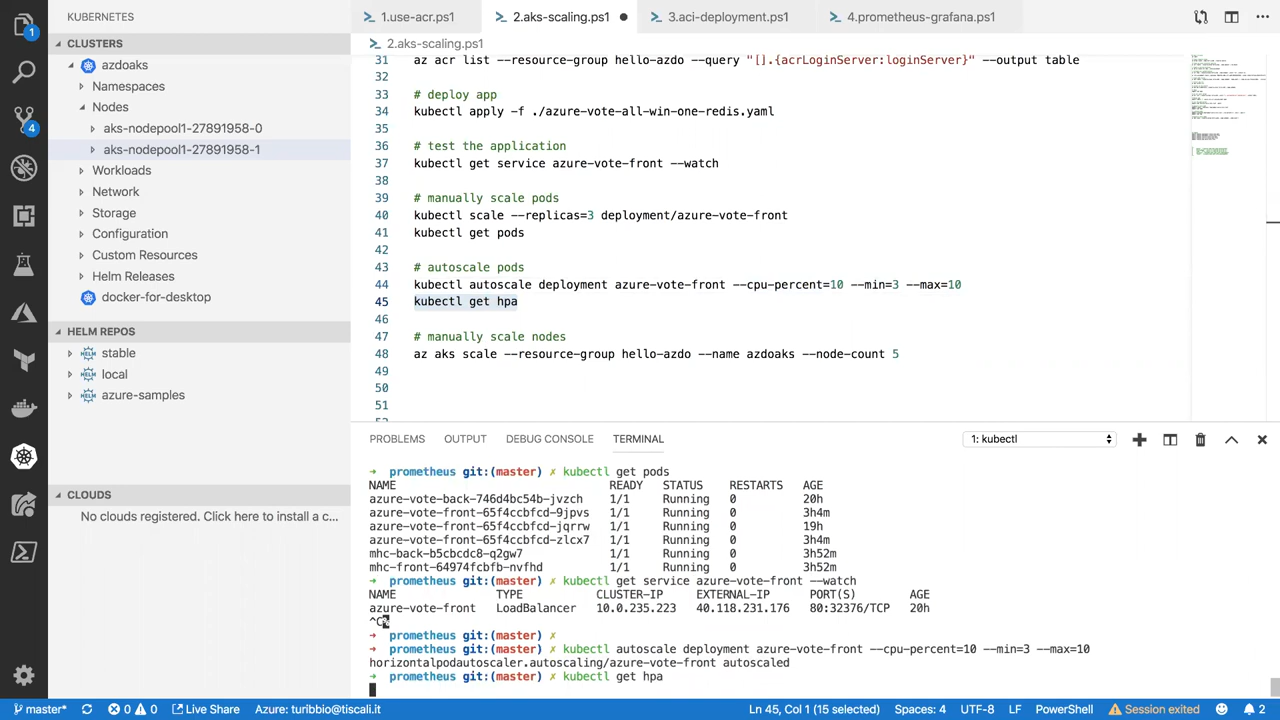 KUBERNETES
1.use-acr.ps1
2.aks-scaling.ps1
3.aci-deployment.ps1
4.prometheus-grafana.ps1
1
4
CLUSTERS
azdoaks
Namespaces
Nodes
aks-nodepool1-27891958-0
aks-nodepool1-27891958-1
Workloads
Network
Storage
Configuration
Custom Resources
Helm Releases
docker-for-desktop
HELM REPOS
HELM stable
HELM local
HELM azure-samples
CLOUDS
No clouds registered. Click here to install a c...
2.aks-scaling.ps1
31 az acr list --resource-group hello-azdo --query "[].{acrLoginServer:loginServer}" --output table
32
33 # deploy app
34 kubectl apply ./azure-vote-all-win-one-redis.yaml
35
36 # test the application
37 kubectl get service azure-vote-front --watch
38
39 # manually scale pods
40 kubectl scale --replicas=3 deployment/azure-vote-front
41 kubectl get pods
42
43 # autoscale pods
44 kubectl autoscale deployment azure-vote-front --cpu-percent=10 --min=3 --max=10
45 kubectl get hpa
46
47 # manually scale nodes
48 az aks scale --resource-group hello-azdo --name azdoaks --node-count 5
49
50
51
PROBLEMS OUTPUT DEBUG CONSOLE TERMINAL 1: kubectl
➜ prometheus git:(master) ✗ kubectl get pods
NAME READY STATUS RESTARTS AGE
azure-vote-back-746d4bc54b-jvzch 1/1 Running 0 20h
azure-vote-front-65f4ccbfcd-9jpvs 1/1 Running 0 3h4m
azure-vote-front-65f4ccbfcd-jqrrw 1/1 Running 0 19h
azure-vote-front-65f4ccbfcd-zlcx7 1/1 Running 0 3h4m
mhc-back-b5cbcdc8-q2gw7 1/1 Running 0 3h52m
mhc-front-64974fcbfb-nvfhd 1/1 Running 0 3h52m
➜ prometheus git:(master) ✗ kubectl get service azure-vote-front --watch
NAME TYPE CLUSTER-IP EXTERNAL-IP PORT(S) AGE
azure-vote-front LoadBalancer 10.0.235.223 40.118.231.176 80:32376/TCP 20h
^C%
➜ prometheus git:(master) ✗
➜ prometheus git:(master) ✗ kubectl autoscale deployment azure-vote-front --cpu-percent=10 --min=3 --max=10
horizontalpodautoscaler.autoscaling/azure-vote-front autoscaled
➜ prometheus git:(master) ✗ kubectl get hpa
master* 0 0 Live Share Azure: turibbio@tiscali.it Ln 45, Col 1 (15 selected) Spaces: 4 UTF-8 LF PowerShell Session exited 2